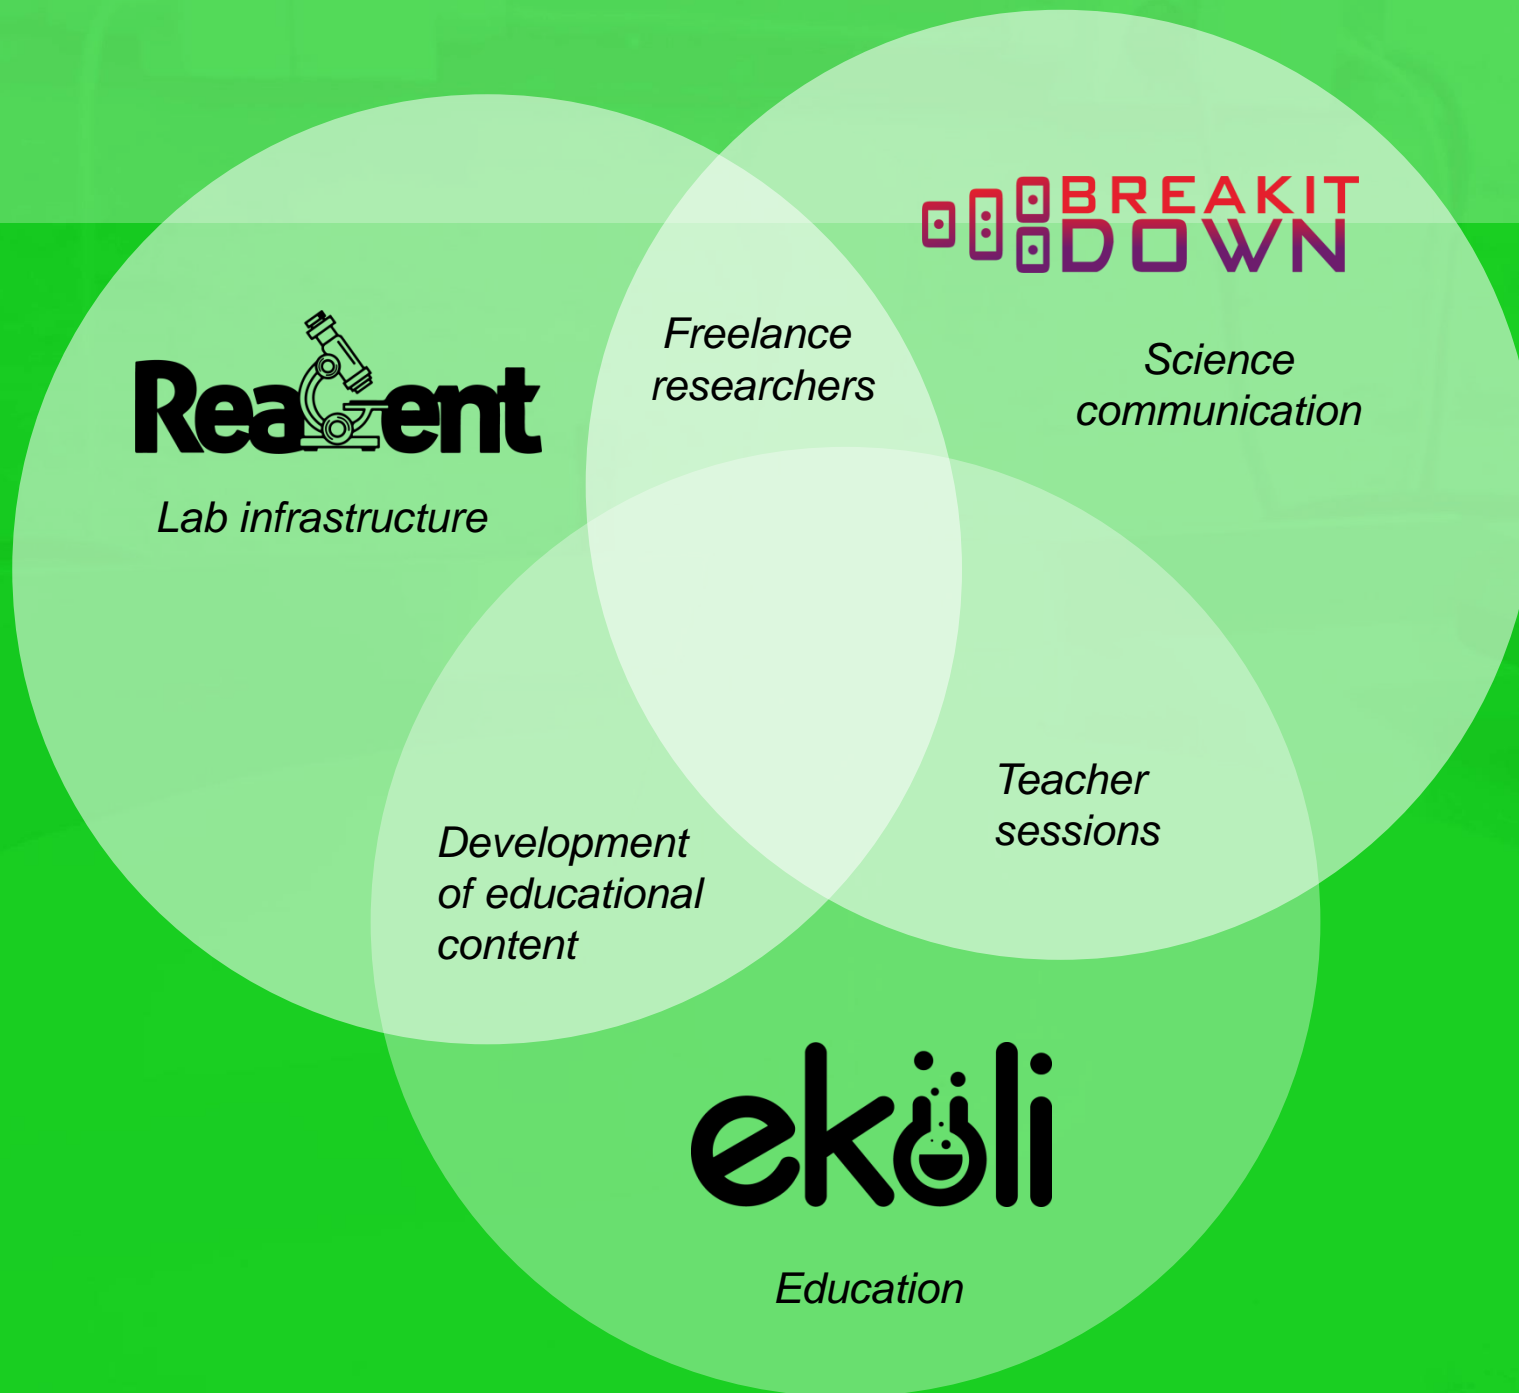 BREAKIT
DOWN
ReaGent
Freelance
researchers
Science
communication
Lab infrastructure
Teacher
sessions
Development
of educational
content
ekoli
Education